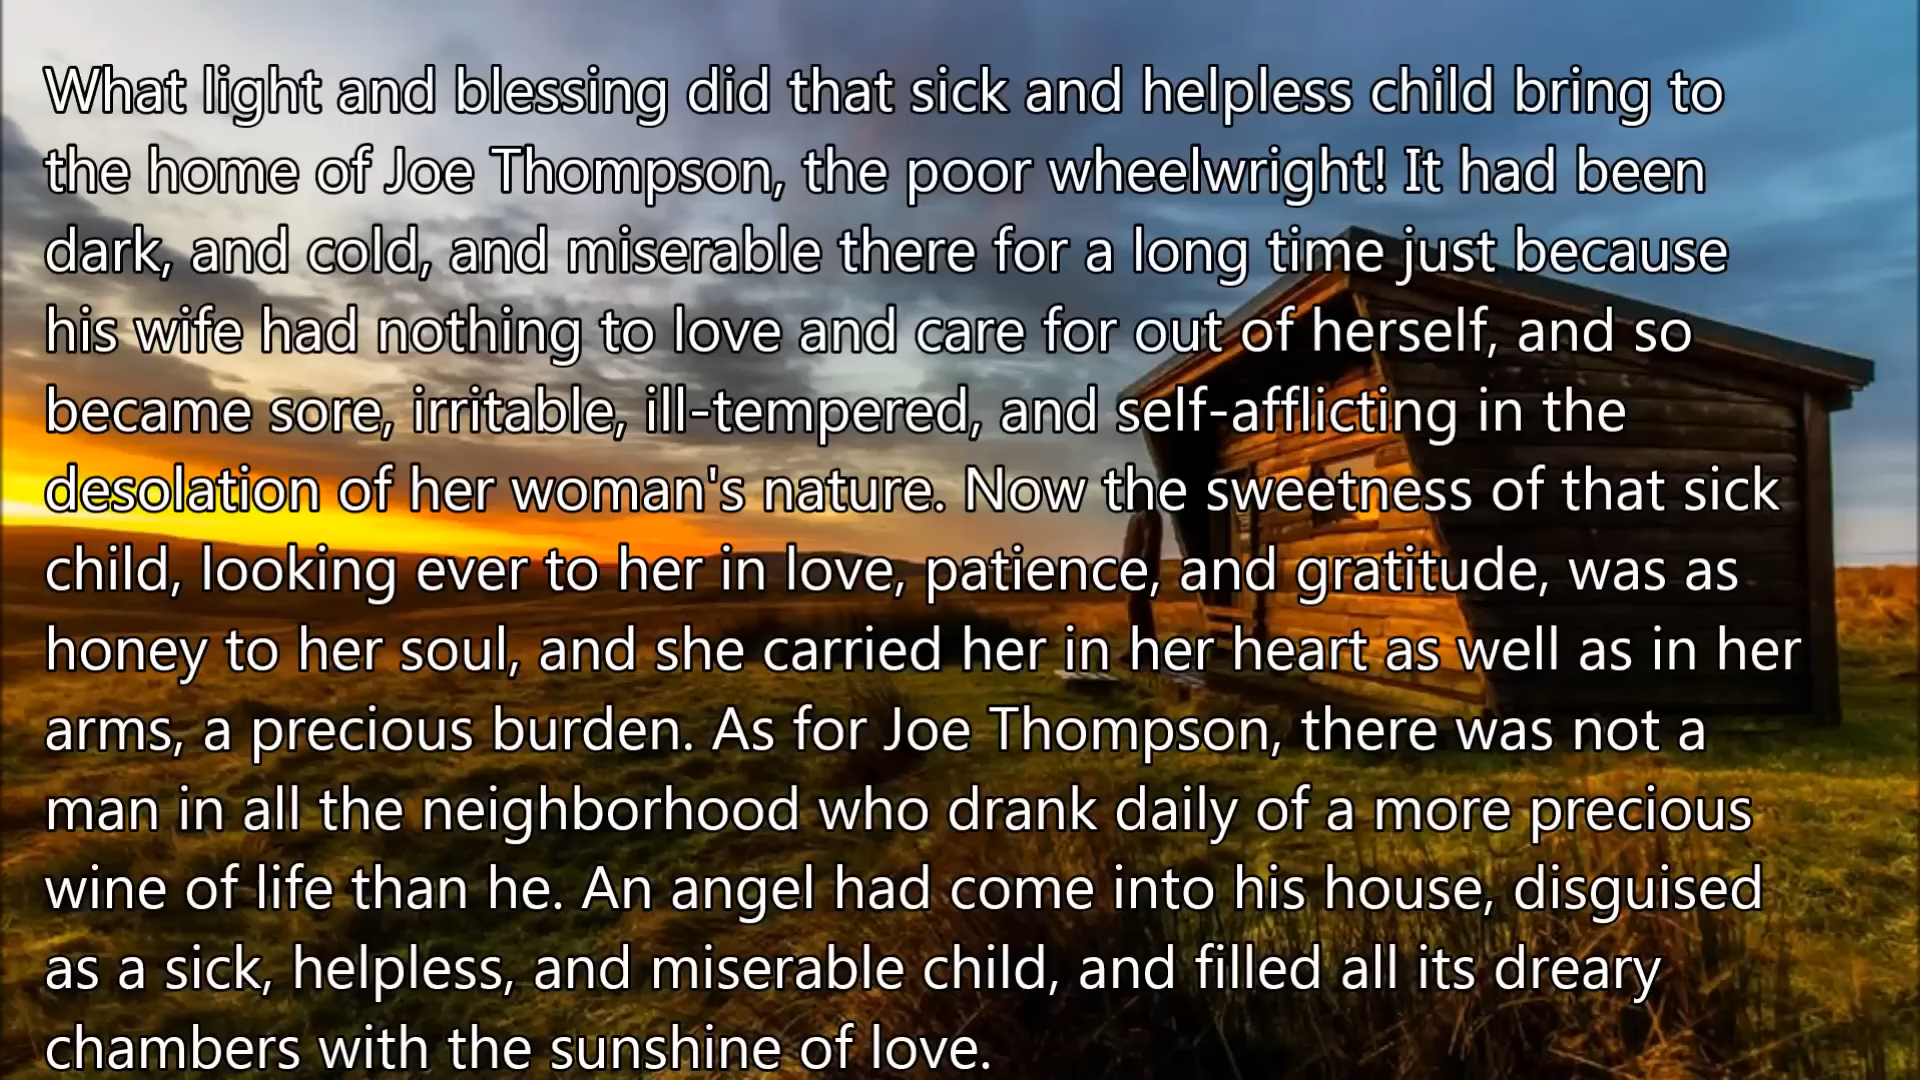 What light and blessing did that sick and helpless child bring to
the home of Joe Thompson, the poor wheelwright! It had been
dark, and cold, and miserable there for a long time just because
his wife had nothing to love and care for out of herself, and so
became sore, irritable, ill-tempered, and self-afflicting in the
desolation of her woman's nature. Now the sweetness of that sick
child, looking ever to her in love, patience, and gratitude, was as
honey to her soul, and she carried her in her heart as well as in her
arms, a precious burden. As for Joe Thompson, there was not a
man in all the neighborhood who drank daily of a more precious
wine of life than he. An angel had come into his house, disguised
as a sick, helpless, and miserable child, and filled all its dreary
chambers with the sunshine of love.